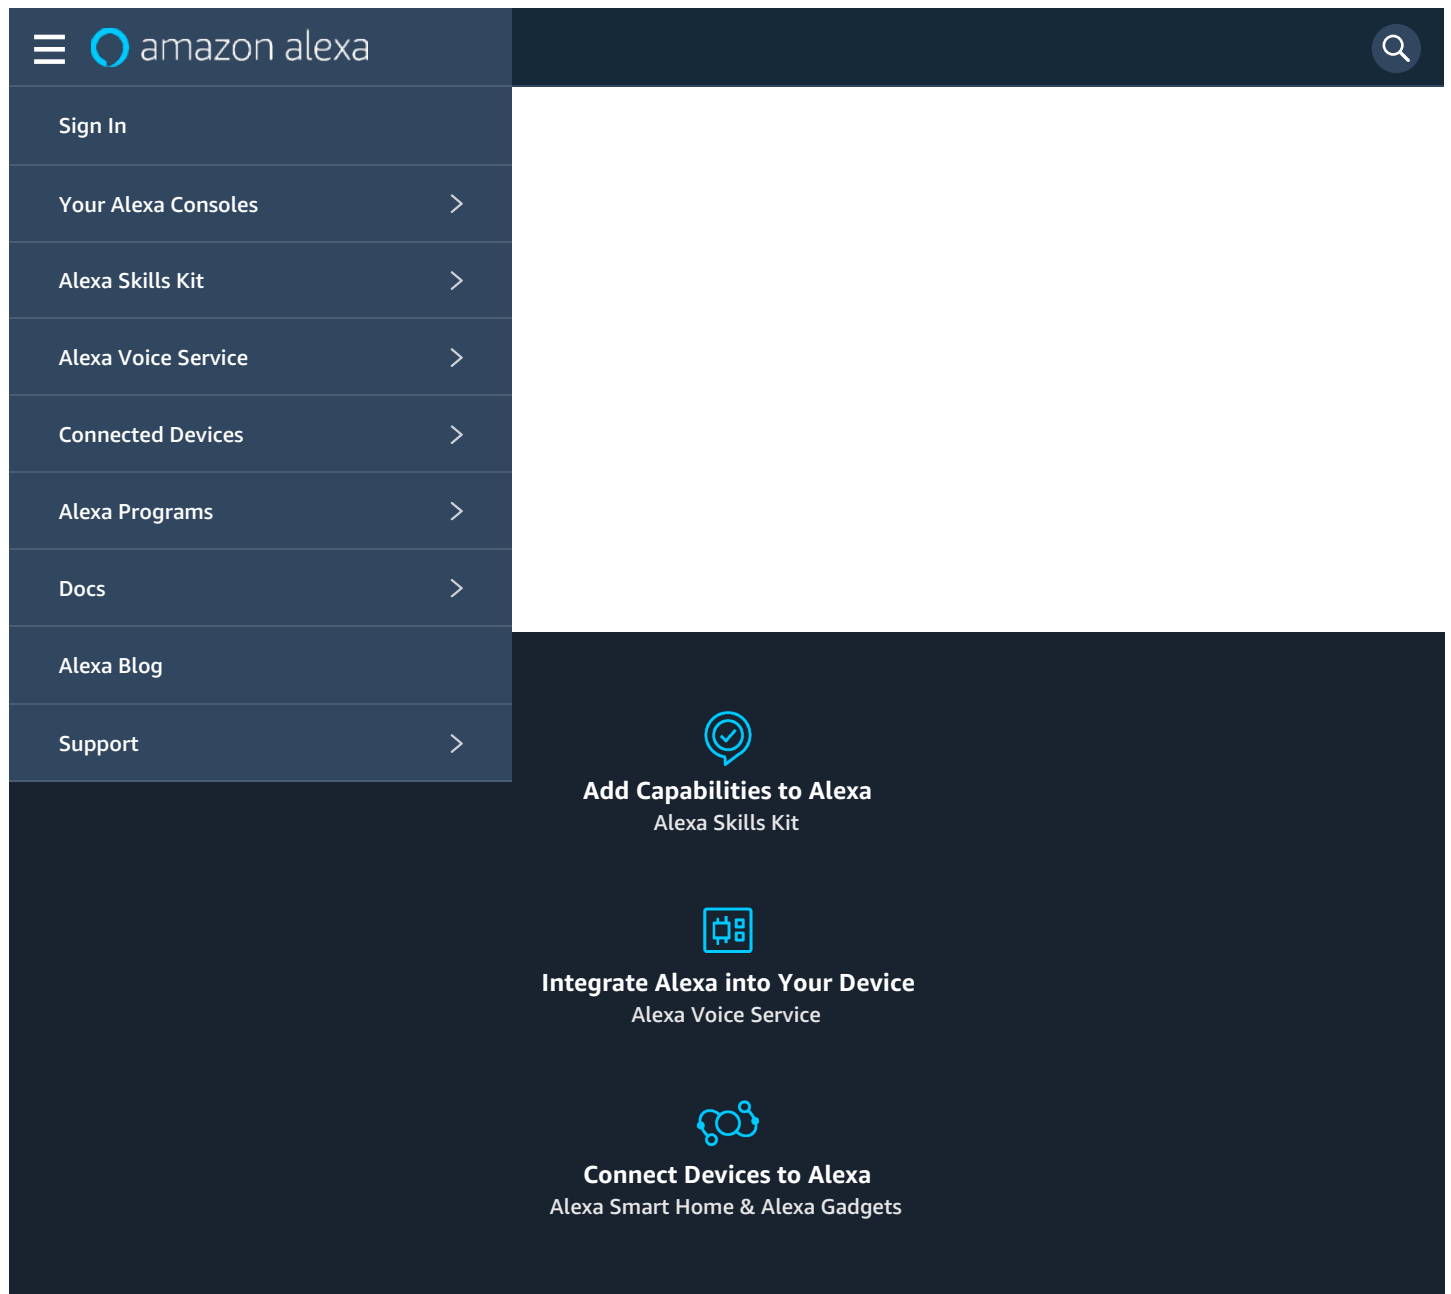 amazon alexa
Sign In
Your Alexa Consoles
Alexa Skills Kit
Alexa Voice Service
Connected Devices
Alexa Programs
Docs
Alexa Blog
Support
Add Capabilities to Alexa
Alexa Skills Kit
Integrate Alexa into Your Device
Alexa Voice Service
Connect Devices to Alexa
Alexa Smart Home & Alexa Gadgets